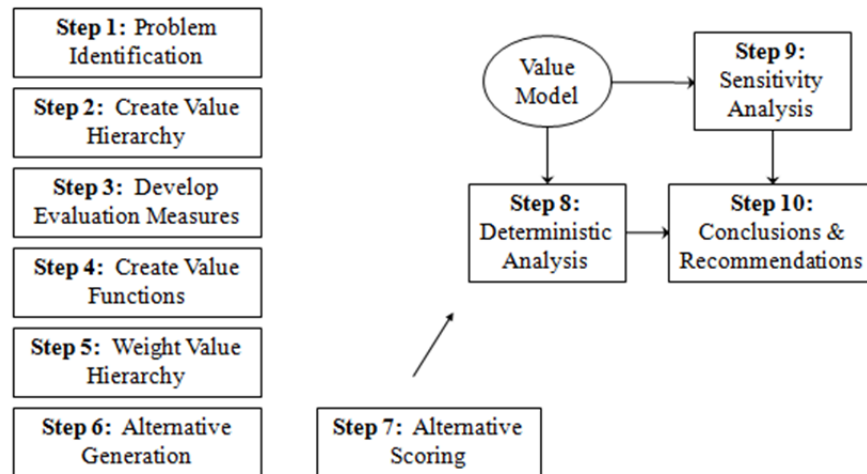 Step 1: Problem
Identification
Step 2: Create Value
Hierarchy
Step 3: Develop
Evaluation Measures
Step 4: Create Value
Functions
Step 5: Weight Value
Hierarchy
Step 6: Alternative
Generation
Step 7: Alternative
Scoring
Value
Model
Step 8:
Deterministic
Analysis
Step 9:
Sensitivity
Analysis
Step 10:
Conclusions &
Recommendations